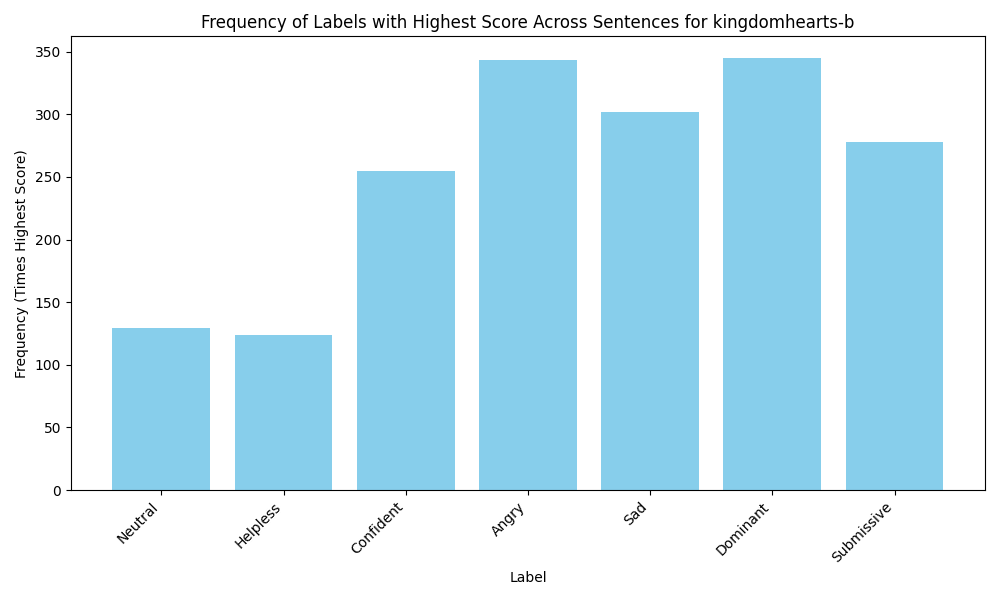 Frequency of Labels with Highest Score Across Sentences for kingdomhearts-b
Frequency (Times Highest Score)
350
300
250
200
150
100
50
0
Neutral
Helpless
Confident
Angry
Sad
Dominant
Submissive
Label